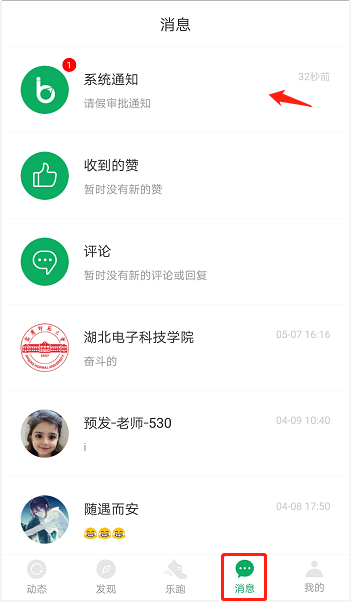 消息
1
系统通知
32秒前
请假审批通知
收到的赞
暂时没有新的赞
评论
暂时没有新的评论或回复
湖北电子科技学院
05-07 16:16
奋斗的
预发-老师-530
04-09 10:40
i
随遇而安
04-08 17:50
😂😂😂
动态
发现
乐跑
消息
我的